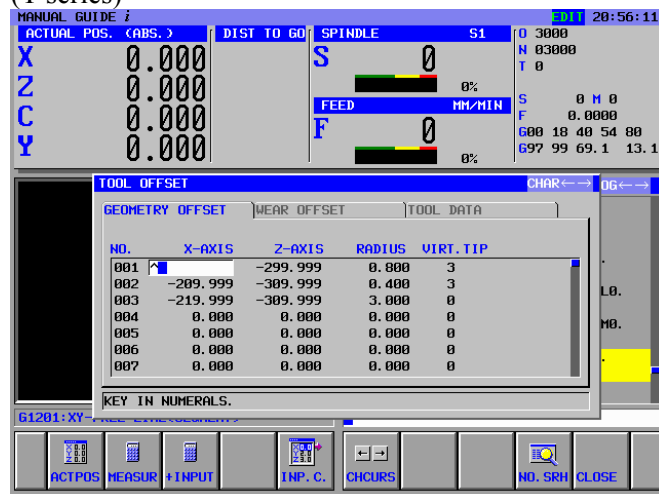 (T series)
MANUAL GUIDE i EDIT 20:56:11
ACTUAL POS. (ABS.) DIST TO GO SPINDLE S1 O 3000
X 0.000 S 0 N 03000
T 0
Z 0.000 0% S 0 M 0
FEED MM/MIN F 0.0000
C 0.000 F 0 G00 18 40 54 80
Y 0.000 0% G97 99 69.1 13.1
TOOL OFFSET CHAR←→ OG←→
GEOMETRY OFFSET WEAR OFFSET TOOL DATA
NO. X-AXIS Z-AXIS RADIUS VIRT.TIP
001 -299.999 0.800 3
002 -209.999 -309.999 0.400 3 L0.
003 -219.999 -309.999 3.000 0
004 0.000 0.000 0.000 0 M0.
005 0.000 0.000 0.000 0
006 0.000 0.000 0.000 0
007 0.000 0.000 0.000 0
KEY IN NUMERALS.
G1201:XY-
ACTPOS MEASUR +INPUT INP.C. CHCURS NO.SRH CLOSE